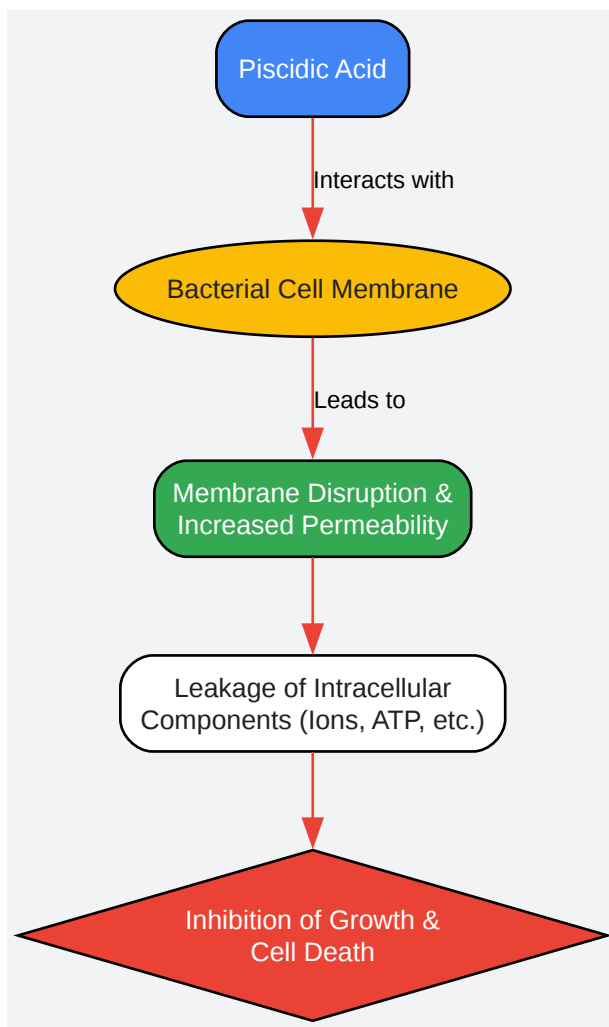 Piscidic Acid
Interacts with
Bacterial Cell Membrane
Leads to
Membrane Disruption &
Increased Permeability
Leakage of Intracellular
Components (Ions, ATP, etc.)
Inhibition of Growth &
Cell Death